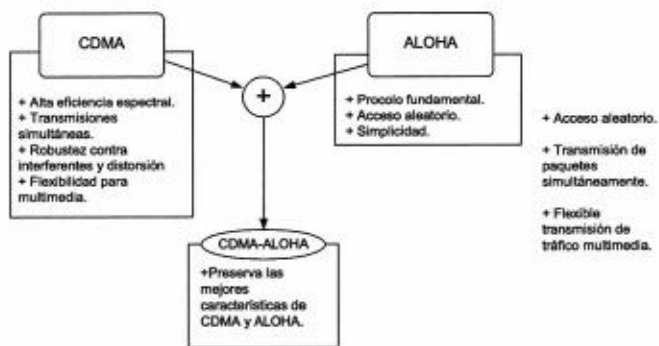 CDMA
+ Alta eficiencia espectral.
+ Transmisiones
simultáneas.
+ Robustez contra
interferentes y distorsión
+ Flexibilidad para
multimedia.
+
ALOHA
+ Procolo fundamental.
+ Acceso aleatorio.
+ Simplicidad.
+ Acceso aleatorio.
+ Transmisión de
paquetes
simultáneamente.
+ Flexible
transmisión de
tráfico multimedia.
CDMA-ALOHA
+Preserva las
mejores
características de
CDMA y ALOHA.